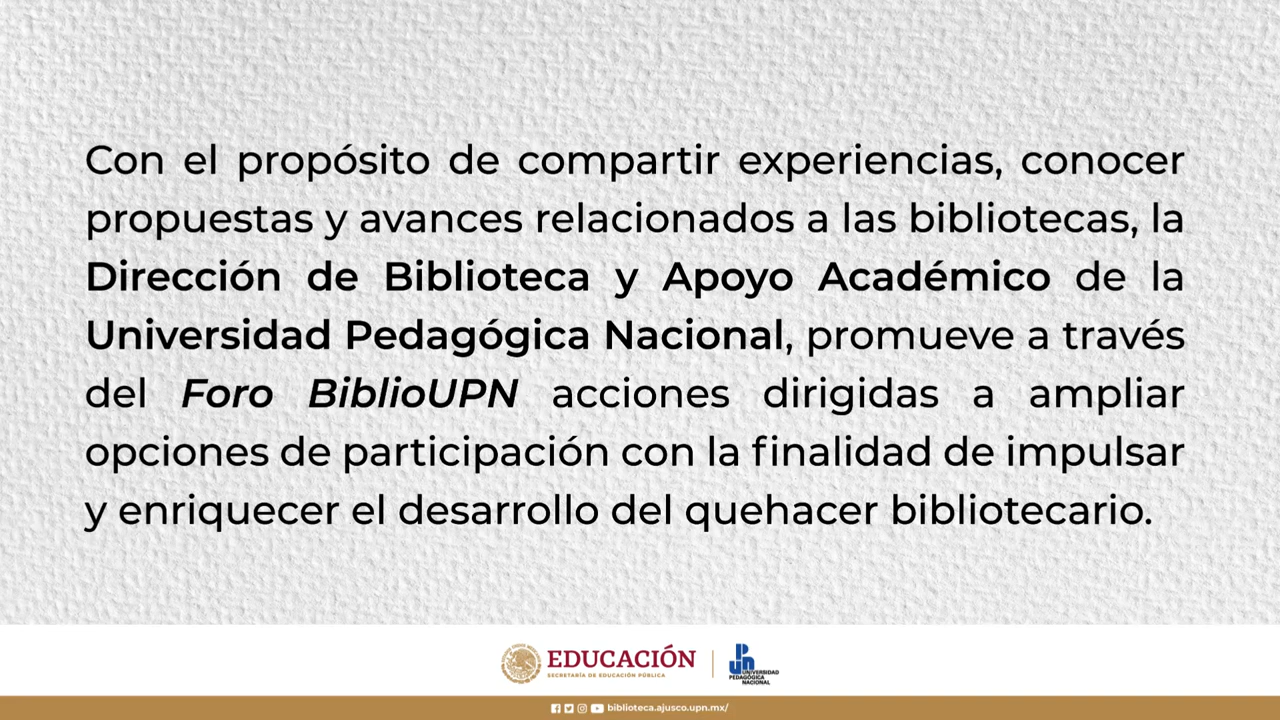 Con el propósito de compartir experiencias, conocer
propuestas y avances relacionados a las bibliotecas, la
Dirección de Biblioteca y Apoyo Académico de la
Universidad Pedagógica Nacional, promueve a través
del Foro BiblioUPN acciones dirigidas a ampliar
opciones de participación con la finalidad de impulsar
y enriquecer el desarrollo del quehacer bibliotecario.
EDUCACIÓN
SECRETARÍA DE EDUCACIÓN PÚBLICA
UNIVERSIDAD
PEDAGÓGICA
NACIONAL
biblioteca.ajusco.upn.mx/